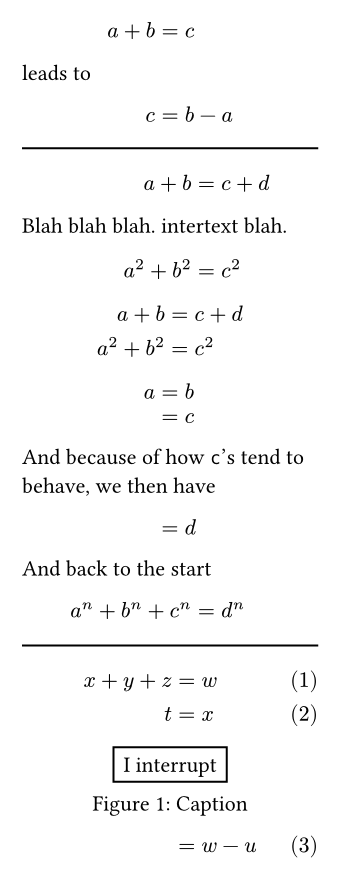 a + b = c
leads to
c = b − a
a + b = c + d
Blah blah blah. intertext blah.
a² + b² = c²
a + b = c + d
a² + b² = c²
a = b
= c
And because of how c's tend to
behave, we then have
= d
And back to the start
aⁿ + bⁿ + cⁿ = dⁿ
x + y + z = w (1)
t = x (2)
I interrupt
Figure 1: Caption
= w − u (3)